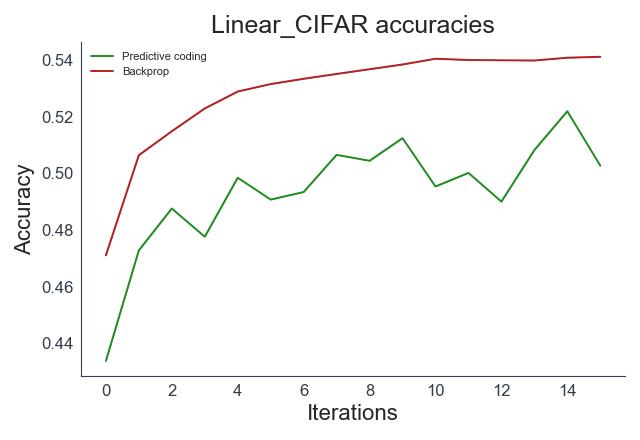 Linear_CIFAR accuracies
Predictive coding
Backprop
Accuracy
0.54
0.52
0.50
0.48
0.46
0.44
0 2 4 6 8 10 12 14
Iterations